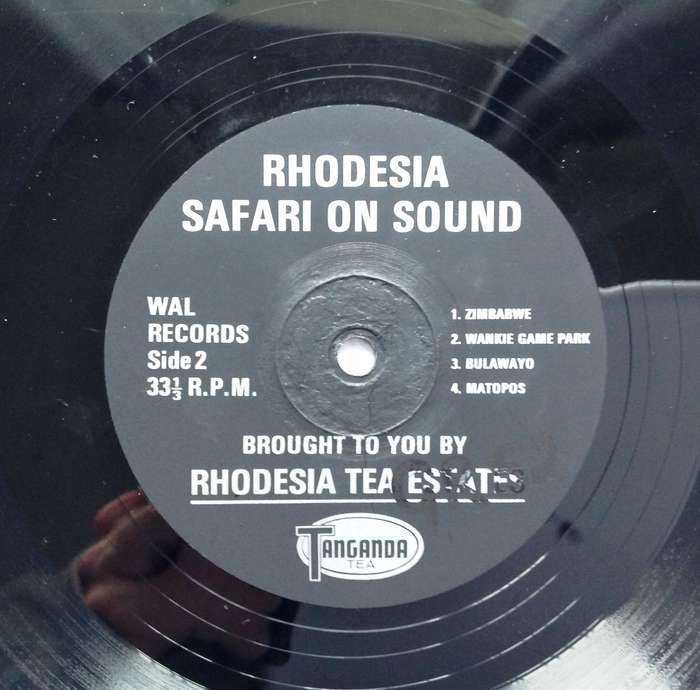 RHODESIA
SAFARI ON SOUND
WAL
RECORDS
Side 2
33⅓ R.P.M.
1. ZIMBABWE
2. WANKIE GAME PARK
3. BULAWAYO
4. MATOPOS
BROUGHT TO YOU BY
RHODESIA TEA ESTATES
TANGANDA
TEA